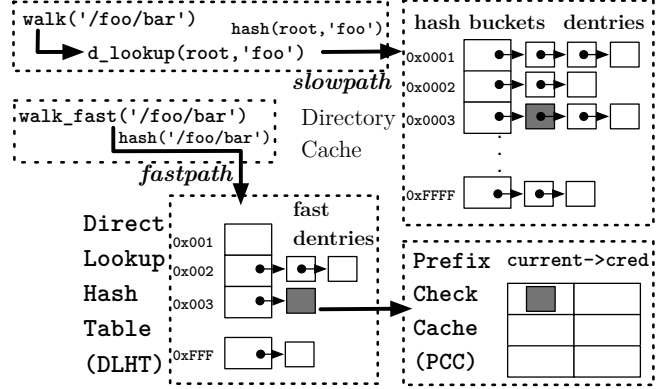 walk('/foo/bar')
hash(root,'foo')
d_lookup(root,'foo')
slowpath
hash buckets dentries
0x0001
0x0002
0x0003
.
.
.
0xFFFF
Directory
Cache
walk_fast('/foo/bar')
hash('/foo/bar')
fastpath
Direct
Lookup
Hash
Table
(DLHT)
fast
dentries
0x001
0x002
0x003
0xFFF
Prefix
Check
Cache
(PCC)
current->cred